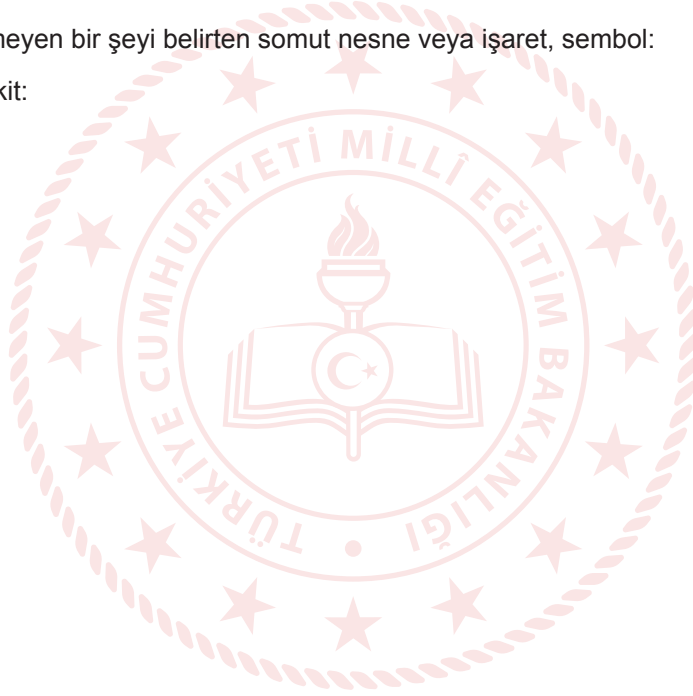 neyen bir şeyi belirten somut nesne veya işaret, sembol:
kit:
TÜRKİYE CUMHURİYETİ MİLLÎ EĞİTİM BAKANLIĞI